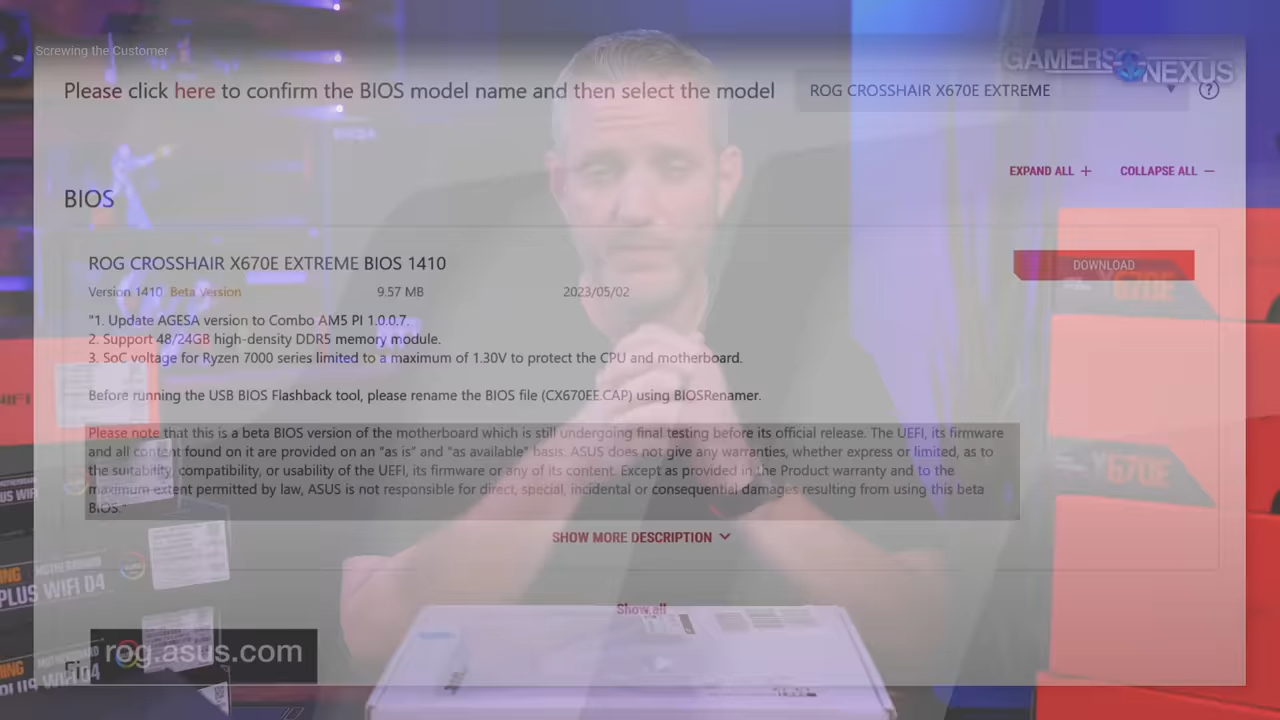 Screwing the Customer
GAMERS NEXUS
Please click here to confirm the BIOS model name and then select the model
ROG CROSSHAIR X670E EXTREME
?
EXPAND ALL +
COLLAPSE ALL −
BIOS
ROG CROSSHAIR X670E EXTREME BIOS 1410
DOWNLOAD
Version 1410 Beta Version 9.57 MB 2023/05/02
"1. Update AGESA version to Combo AM5 PI 1.0.0.7.
2. Support 48/24GB high-density DDR5 memory module.
3. SoC voltage for Ryzen 7000 series limited to a maximum of 1.30V to protect the CPU and motherboard.
Before running the USB BIOS Flashback tool, please rename the BIOS file (CX670EE.CAP) using BIOSRenamer.
Please note that this is a beta BIOS version of the motherboard which is still undergoing final testing before its official release. The UEFI, its firmware
and all content found on it are provided on an "as is" and "as available" basis. ASUS does not give any warranties, whether express or limited, as to
the suitability, compatibility, or usability of the UEFI, its firmware or any of its content. Except as provided in the Product warranty and to the
maximum extent permitted by law, ASUS is not responsible for direct, special, incidental or consequential damages resulting from using this beta
BIOS."
SHOW MORE DESCRIPTION
Show all
rog.asus.com
X670E
X670E
MOTHERBOARD
PLUS WIFI D4
MOTHERBOARD
PLUS WIFI D4